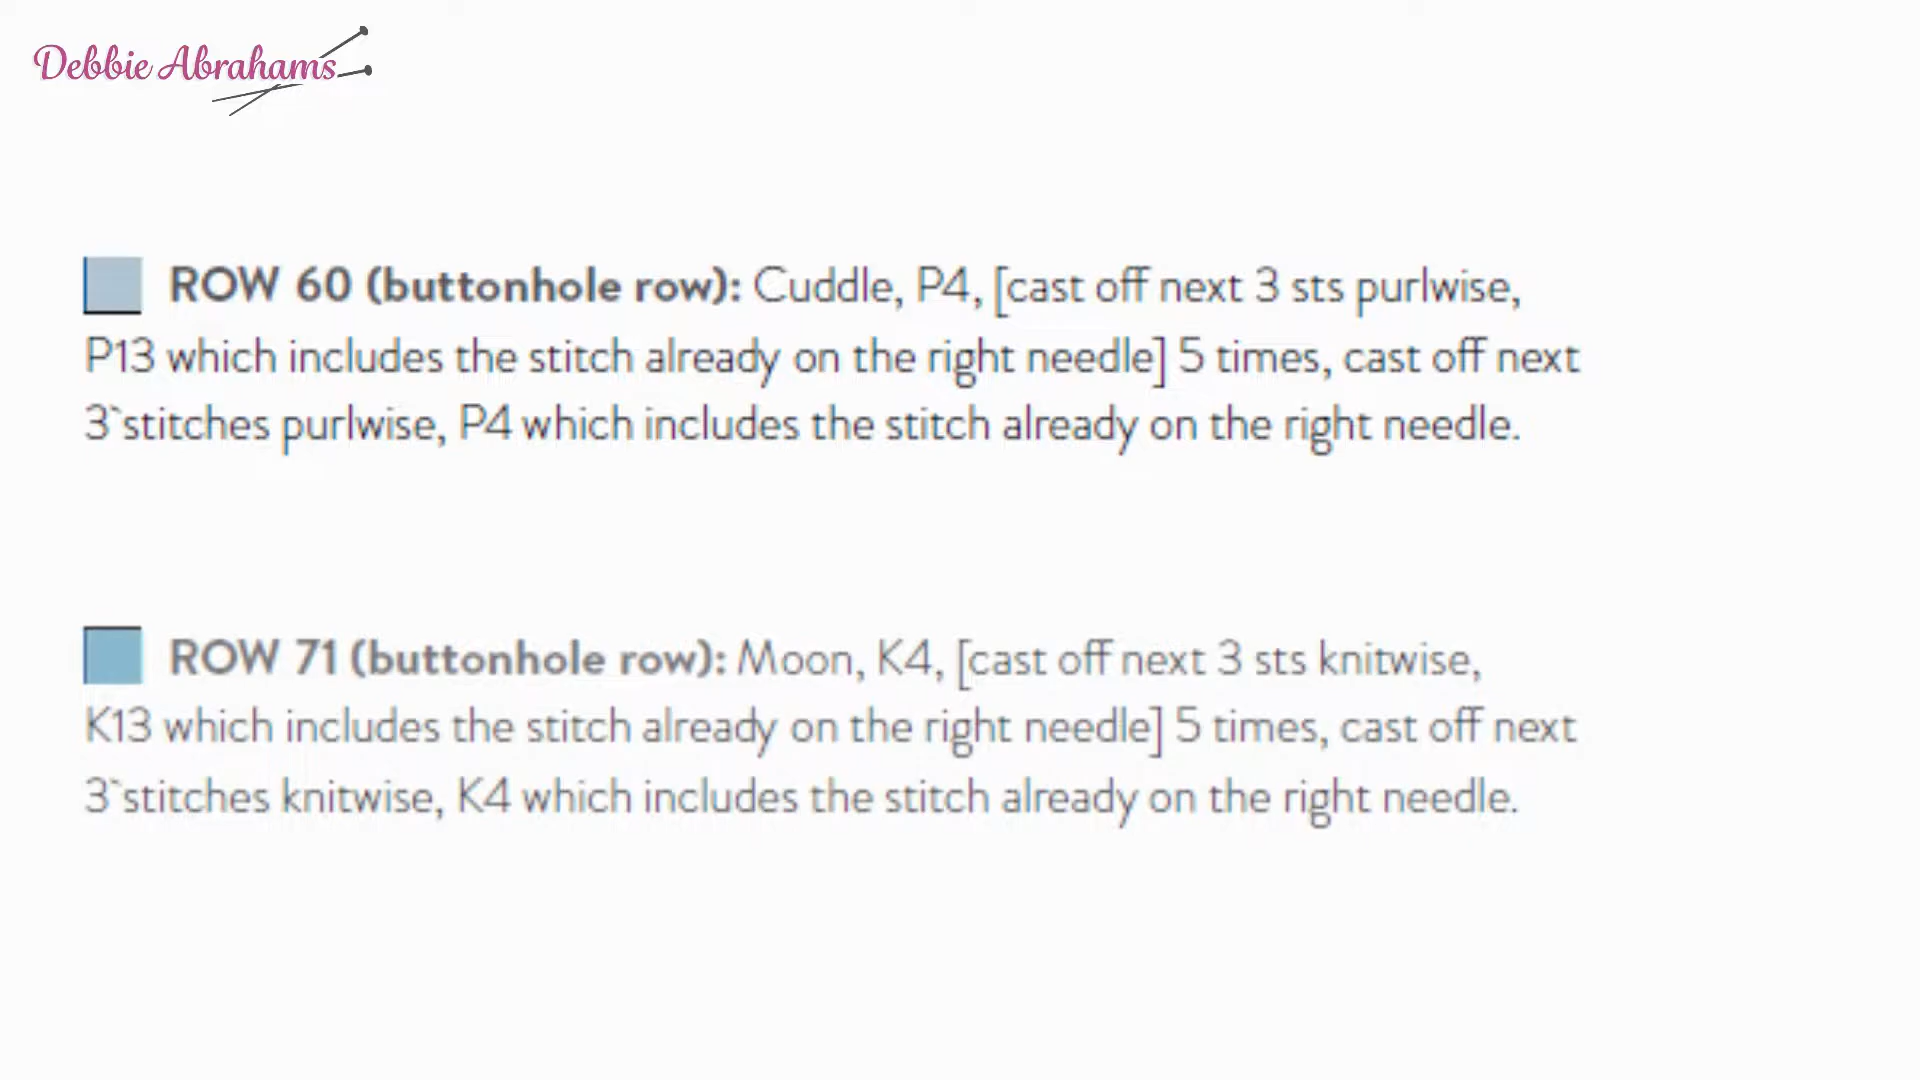 Debbie Abrahams
ROW 60 (buttonhole row): Cuddle, P4, [cast off next 3 sts purlwise,
P13 which includes the stitch already on the right needle] 5 times, cast off next
3`stitches purlwise, P4 which includes the stitch already on the right needle.
ROW 71 (buttonhole row): Moon, K4, [cast off next 3 sts knitwise,
K13 which includes the stitch already on the right needle] 5 times, cast off next
3`stitches knitwise, K4 which includes the stitch already on the right needle.